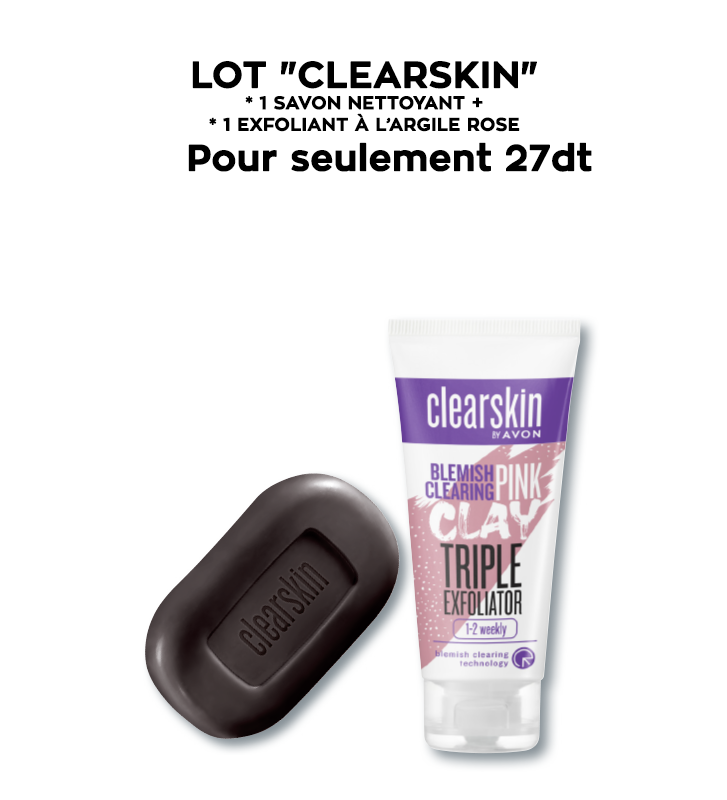 LOT "CLEARSKIN"
* 1 SAVON NETTOYANT +
* 1 EXFOLIANT À L'ARGILE ROSE
Pour seulement 27dt
clearskin
BY AVON
BLEMISH
CLEARING PINK
CLAY
TRIPLE
EXFOLIATOR
1-2 weekly
blemish clearing
technology
clearskin